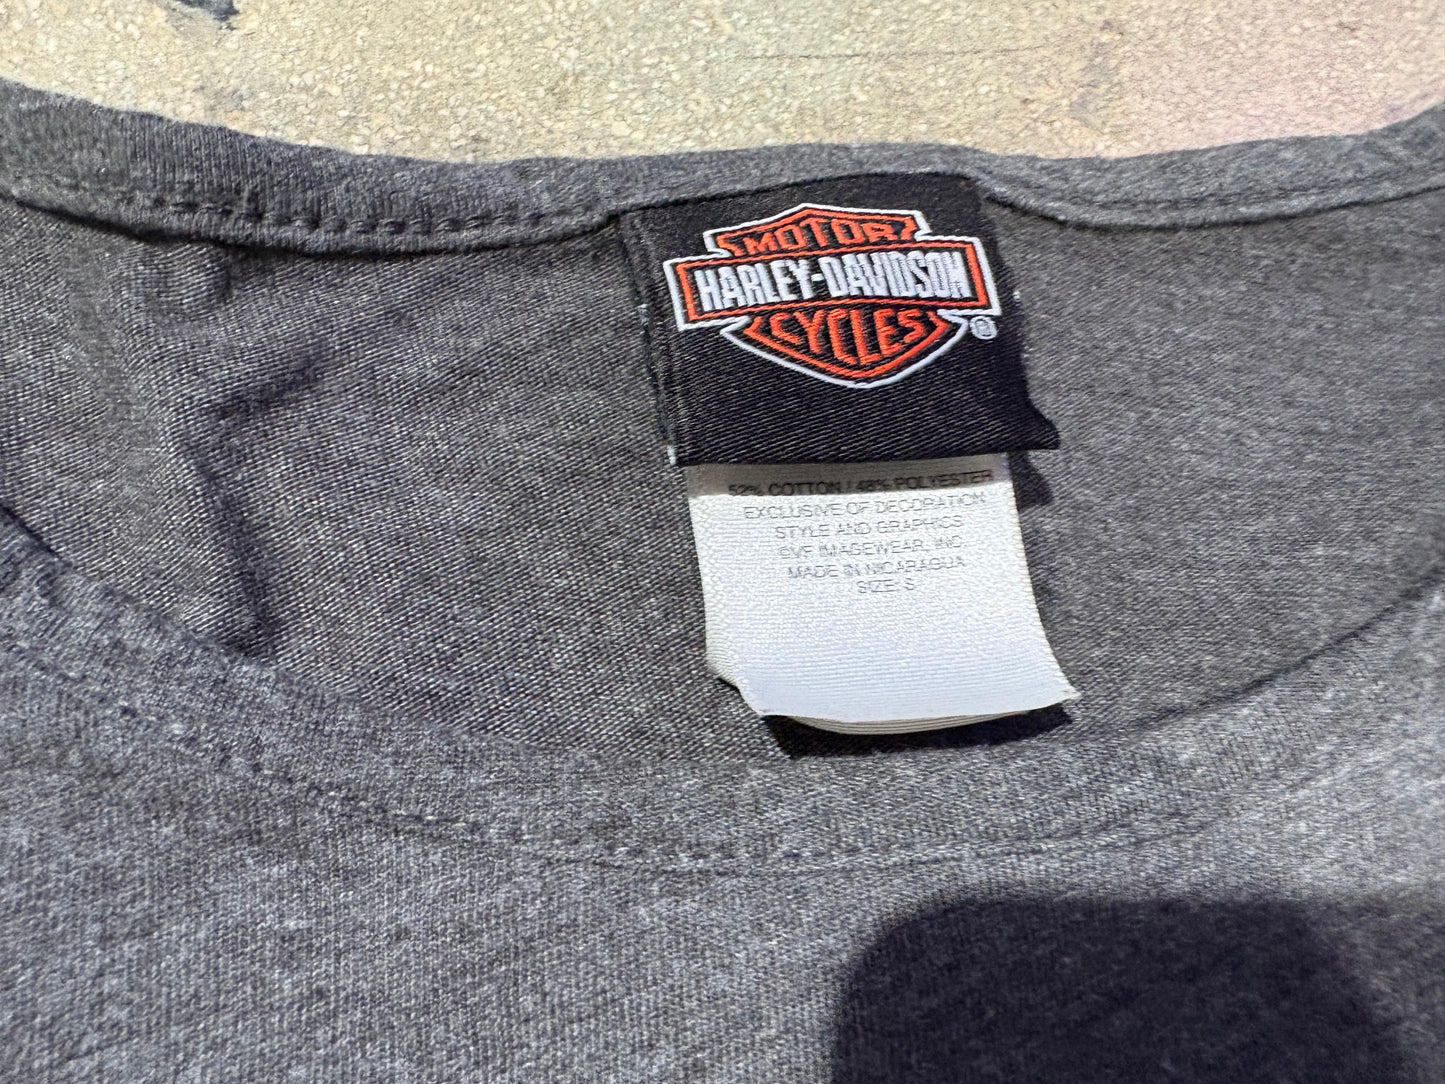 MOTOR
HARLEY-DAVIDSON
CYCLES
®
52% COTTON / 48% POLYESTER
EXCLUSIVE OF DECORATION
STYLE AND GRAPHICS
©VF IMAGEWEAR, INC.
MADE IN NICARAGUA
SIZE: S